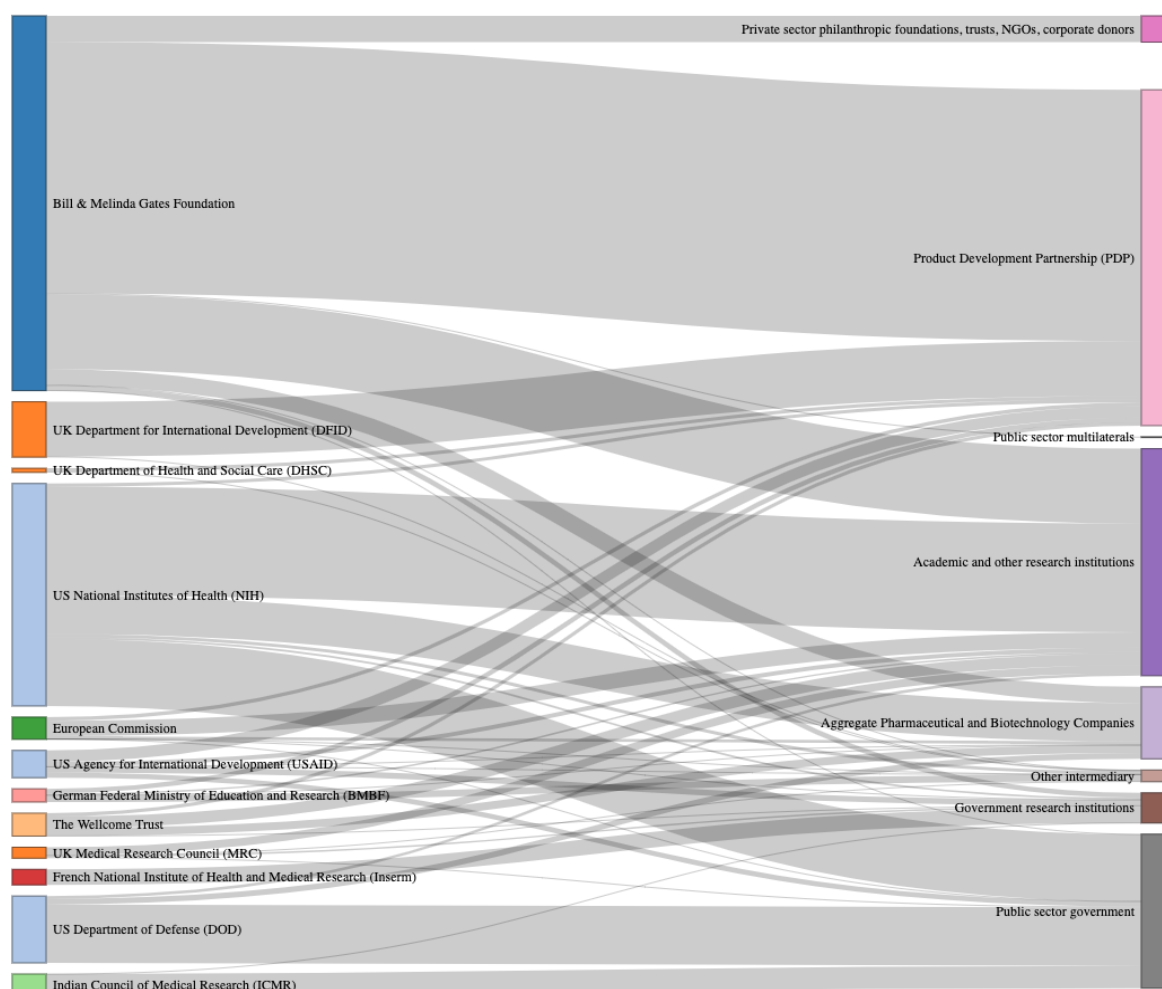 Private sector philanthropic foundations, trusts, NGOs, corporate donors
Bill & Melinda Gates Foundation
Product Development Partnership (PDP)
UK Department for International Development (DFID)
Public sector multilaterals
UK Department of Health and Social Care (DHSC)
Academic and other research institutions
US National Institutes of Health (NIH)
Aggregate Pharmaceutical and Biotechnology Companies
European Commission
US Agency for International Development (USAID)
Other intermediary
German Federal Ministry of Education and Research (BMBF)
Government research institutions
The Wellcome Trust
UK Medical Research Council (MRC)
French National Institute of Health and Medical Research (Inserm)
Public sector government
US Department of Defense (DOD)
Indian Council of Medical Research (ICMR)